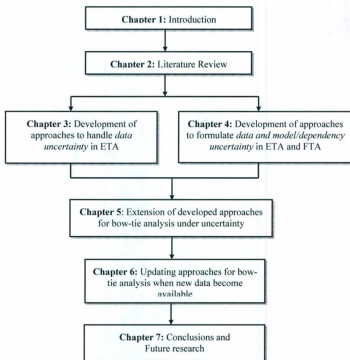 Chapter 1: Introduction
Chapter 2: Literature Review
Chapter 3: Development of
approaches to handle data
uncertainty in ETA
Chapter 4: Development of approaches
to formulate data and model/dependency
uncertainty in ETA and FTA
Chapter 5: Extension of developed approaches
for bow-tie analysis under uncertainty
Chapter 6: Updating approaches for bow-
tie analysis when new data become
available
Chapter 7: Conclusions and
Future research